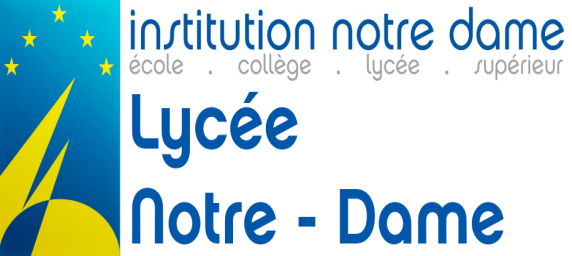 institution notre dame
école . collège . lycée . supérieur
Lycée
Notre - Dame